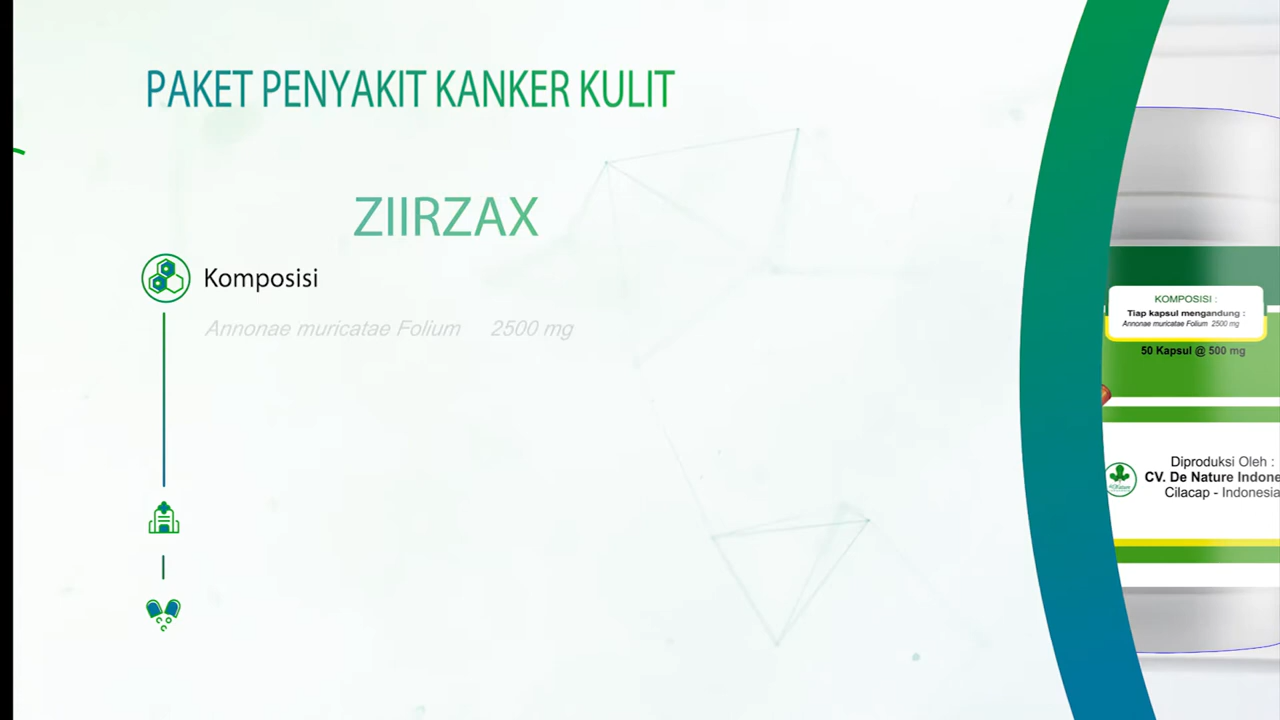 PAKET PENYAKIT KANKER KULIT
ZIIRZAX
Komposisi
Annonae muricatae Folium 2500 mg
KOMPOSISI :
Tiap kapsul mengandung :
Annonae muricatae Folium 2500 mg
50 Kapsul @ 500 mg
Diproduksi Oleh :
CV. De Nature Indone
Cilacap - Indonesia